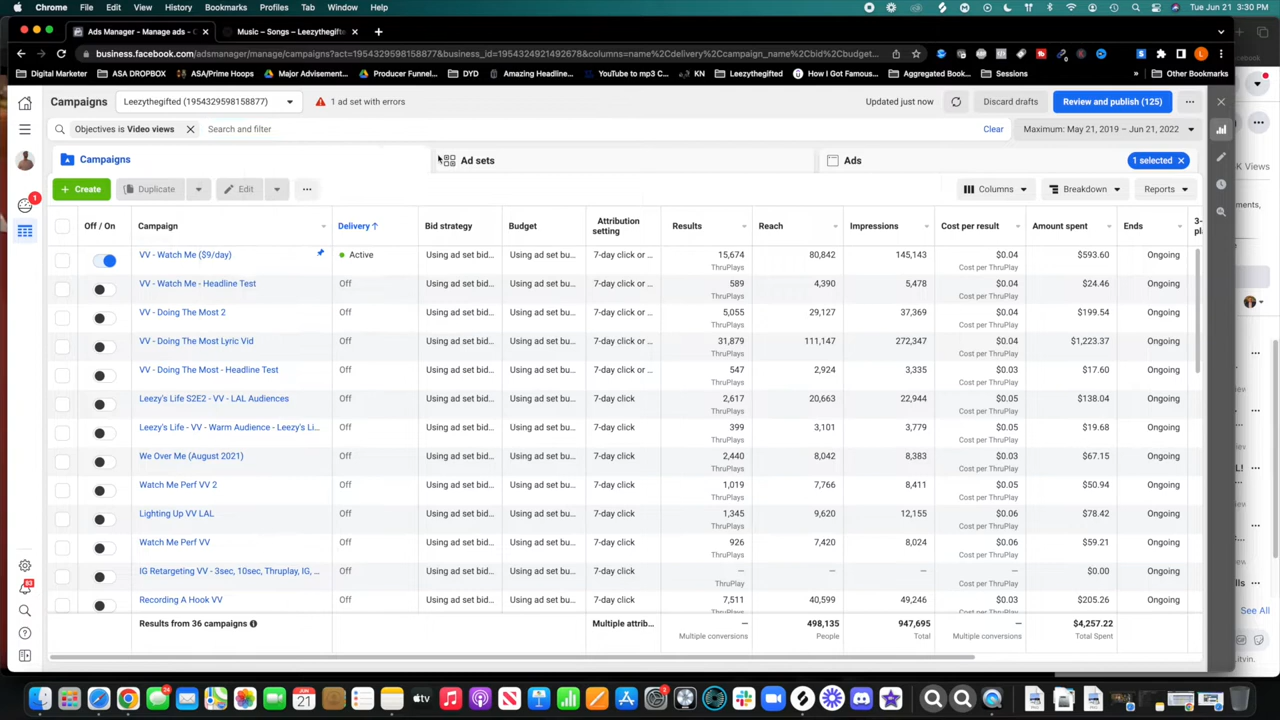 Chrome File Edit View History Bookmarks Profiles Tab Window Help Tue Jun 21 3:30 PM
Ads Manager - Manage ads - C Music – Songs – Leezythegifted
business.facebook.com/adsmanager/manage/campaigns?act=1954329598158877&business_id=1954324921492678&columns=name%2Cdelivery%2Ccampaign_name%2Cbid%2Cbudget...
Digital Marketer ASA DROPBOX ASA/Prime Hoops Major Advisement... Producer Funnel... DYD Amazing Headline... YouTube to mp3 C... KN Leezythegifted How I Got Famous... Aggregated Book... Sessions » Other Bookmarks
Campaigns Leezythegifted (1954329598158877) 1 ad set with errors Updated just now Discard drafts Review and publish (125)
Objectives is Video views Search and filter Clear Maximum: May 21, 2019 – Jun 21, 2022
Campaigns Ad sets Ads 1 selected
+ Create Duplicate Edit Columns Breakdown Reports
Off / On Campaign Delivery ↑ Bid strategy Budget Attribution setting Results Reach Impressions Cost per result Amount spent Ends 3-
VV - Watch Me ($9/day) Active Using ad set bid... Using ad set bu... 7-day click or ... 15,674 80,842 145,143 $0.04 $593.60 Ongoing
ThruPlays Cost per ThruPlay
VV - Watch Me - Headline Test Off Using ad set bid... Using ad set bu... 7-day click or ... 589 4,390 5,478 $0.04 $24.46 Ongoing
ThruPlays Cost per ThruPlay
VV - Doing The Most 2 Off Using ad set bid... Using ad set bu... 7-day click or ... 5,055 29,127 37,369 $0.04 $199.54 Ongoing
ThruPlays Cost per ThruPlay
VV - Doing The Most Lyric Vid Off Using ad set bid... Using ad set bu... 7-day click or ... 31,879 111,147 272,347 $0.04 $1,223.37 Ongoing
ThruPlays Cost per ThruPlay
VV - Doing The Most - Headline Test Off Using ad set bid... Using ad set bu... 7-day click or ... 547 2,924 3,335 $0.03 $17.60 Ongoing
ThruPlays Cost per ThruPlay
Leezy's Life S2E2 - VV - LAL Audiences Off Using ad set bid... Using ad set bu... 7-day click 2,617 20,663 22,944 $0.05 $138.04 Ongoing
ThruPlays Cost per ThruPlay
Leezy's Life - VV - Warm Audience - Leezy's Li... Off Using ad set bid... Using ad set bu... 7-day click 399 3,101 3,779 $0.05 $19.68 Ongoing
ThruPlays Cost per ThruPlay
We Over Me (August 2021) Off Using ad set bid... Using ad set bu... 7-day click 2,440 8,042 8,383 $0.03 $67.15 Ongoing
ThruPlays Cost per ThruPlay
Watch Me Perf VV 2 Off Using ad set bid... Using ad set bu... 7-day click 1,019 7,766 8,411 $0.05 $50.94 Ongoing
ThruPlays Cost per ThruPlay
Lighting Up VV LAL Off Using ad set bid... Using ad set bu... 7-day click 1,345 9,620 12,155 $0.06 $78.42 Ongoing
ThruPlays Cost per ThruPlay
Watch Me Perf VV Off Using ad set bid... Using ad set bu... 7-day click 926 7,420 8,024 $0.06 $59.21 Ongoing
ThruPlays Cost per ThruPlay
IG Retargeting VV - 3sec, 10sec, Thruplay, IG, ... Off Using ad set bid... Using ad set bu... 7-day click — — — — $0.00 Ongoing
ThruPlay Cost per ThruPlay
Recording A Hook VV Off Using ad set bid... Using ad set bu... 7-day click 7,511 40,599 49,246 $0.03 $205.26 Ongoing
ThruPlays Cost per ThruPlay
Results from 36 campaigns Multiple attrib... — 498,135 947,695 — $4,257.22
Multiple conversions People Total Multiple conversions Total Spent
K Views
See All